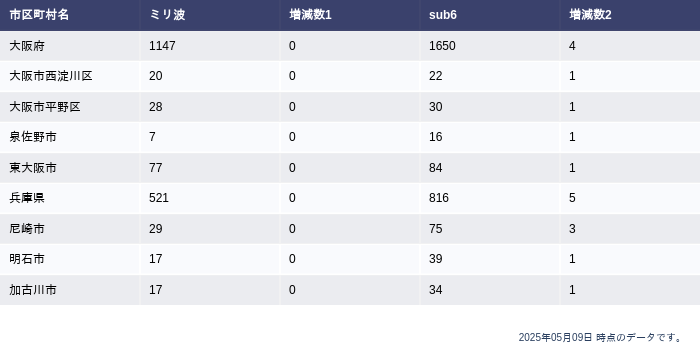 市区町村名 ミリ波 増減数1 sub6 増減数2
大阪府 1147 0 1650 4
大阪市西淀川区 20 0 22 1
大阪市平野区 28 0 30 1
泉佐野市 7 0 16 1
東大阪市 77 0 84 1
兵庫県 521 0 816 5
尼崎市 29 0 75 3
明石市 17 0 39 1
加古川市 17 0 34 1
2025年05月09日 時点のデータです。